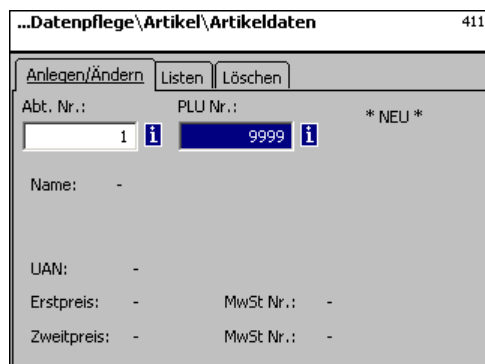 ...Datenpflege\Artikel\Artikeldaten 411
Anlegen/Ändern Listen Löschen
Abt. Nr.: PLU Nr.: * NEU *
1 i 9999 i
Name: -
UAN: -
Erstpreis: - MwSt Nr.: -
Zweitpreis: - MwSt Nr.: -